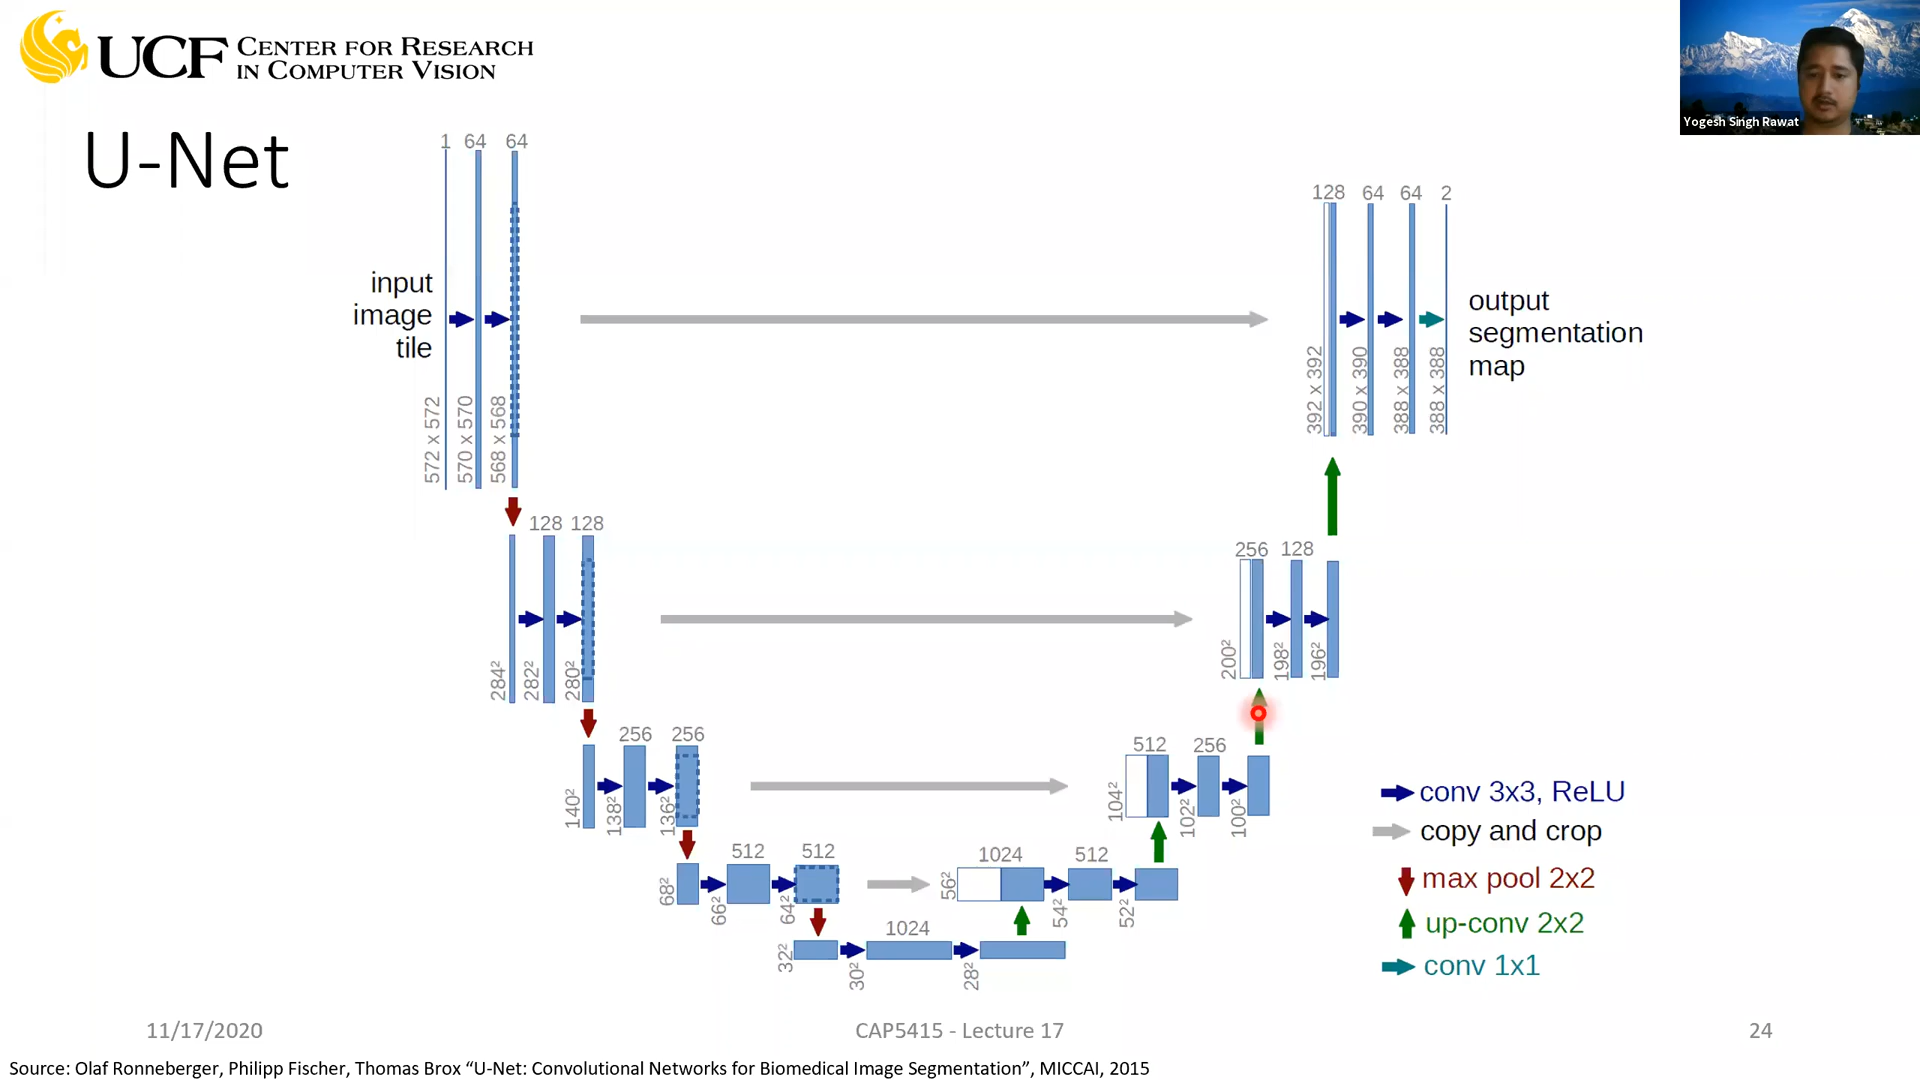 UCF CENTER FOR RESEARCH
IN COMPUTER VISION
Yogesh Singh Rawat
U-Net
1 64 64
input
image
tile
572 x 572
570 x 570
568 x 568
128 64 64 2
output
segmentation
map
392 x 392
390 x 390
388 x 388
388 x 388
128 128
284²
282²
280²
256 128
200²
198²
196²
256 256
140²
138²
136²
512 256
104²
102²
100²
512 512
68²
66²
64²
1024 512
56²
54²
52²
1024
32²
30²
28²
conv 3x3, ReLU
copy and crop
max pool 2x2
up-conv 2x2
conv 1x1
11/17/2020
CAP5415 - Lecture 17
24
Source: Olaf Ronneberger, Philipp Fischer, Thomas Brox “U-Net: Convolutional Networks for Biomedical Image Segmentation”, MICCAI, 2015